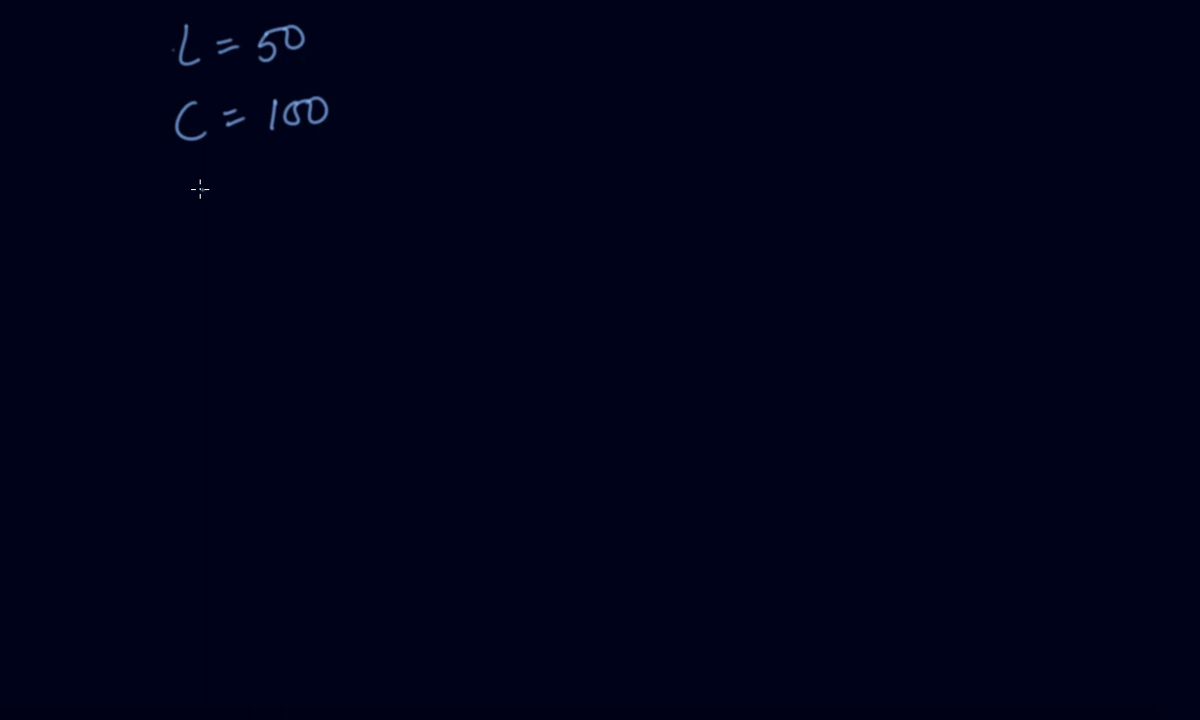 L = 50
C = 100